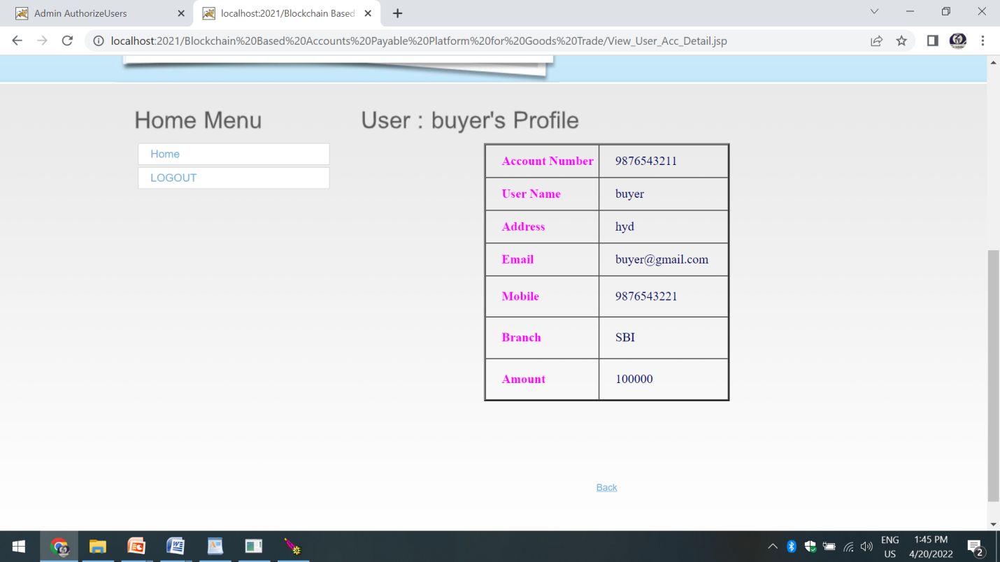 Admin AuthorizeUsers
localhost:2021/Blockchain Based
localhost:2021/Blockchain%20Based%20Accounts%20Payable%20Platform%20for%20Goods%20Trade/View_User_Acc_Detail.jsp
Home Menu
User : buyer's Profile
Home
LOGOUT
Account Number 9876543211
User Name buyer
Address hyd
Email buyer@gmail.com
Mobile 9876543221
Branch SBI
Amount 100000
Back
ENG 1:45 PM
US 4/20/2022
2